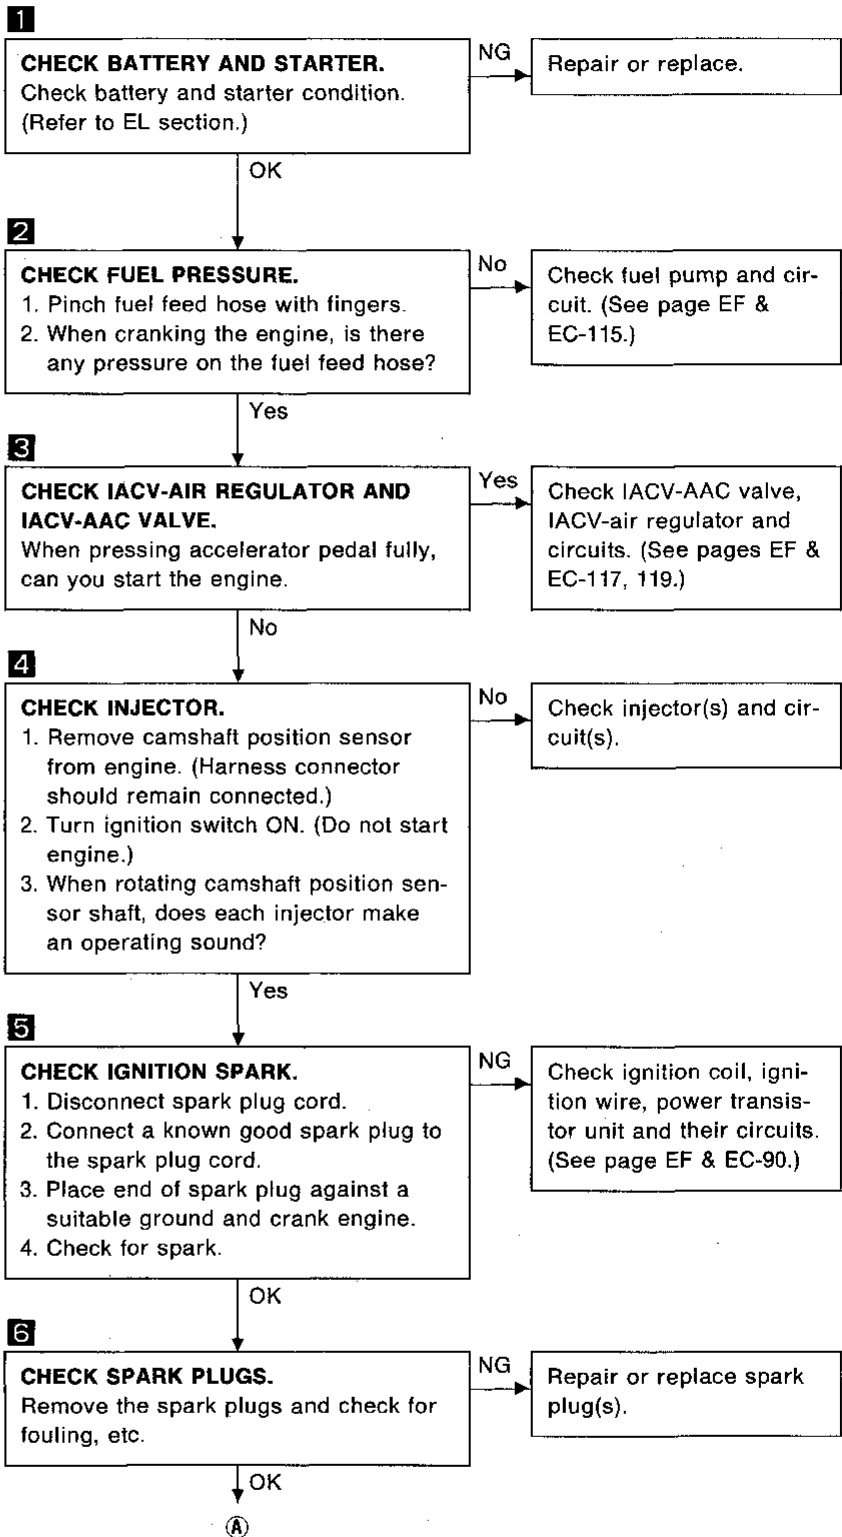 1
CHECK BATTERY AND STARTER.
Check battery and starter condition.
(Refer to EL section.)
NG
Repair or replace.
OK
2
CHECK FUEL PRESSURE.
1. Pinch fuel feed hose with fingers.
2. When cranking the engine, is there
any pressure on the fuel feed hose?
No
Check fuel pump and cir-
cuit. (See page EF &
EC-115.)
Yes
3
CHECK IACV-AIR REGULATOR AND
IACV-AAC VALVE.
When pressing accelerator pedal fully,
can you start the engine.
Yes
Check IACV-AAC valve,
IACV-air regulator and
circuits. (See pages EF &
EC-117, 119.)
No
4
CHECK INJECTOR.
1. Remove camshaft position sensor
from engine. (Harness connector
should remain connected.)
2. Turn ignition switch ON. (Do not start
engine.)
3. When rotating camshaft position sen-
sor shaft, does each injector make
an operating sound?
No
Check injector(s) and cir-
cuit(s).
Yes
5
CHECK IGNITION SPARK.
1. Disconnect spark plug cord.
2. Connect a known good spark plug to
the spark plug cord.
3. Place end of spark plug against a
suitable ground and crank engine.
4. Check for spark.
NG
Check ignition coil, igni-
tion wire, power transis-
tor unit and their circuits.
(See page EF & EC-90.)
OK
6
CHECK SPARK PLUGS.
Remove the spark plugs and check for
fouling, etc.
NG
Repair or replace spark
plug(s).
OK
Ⓐ